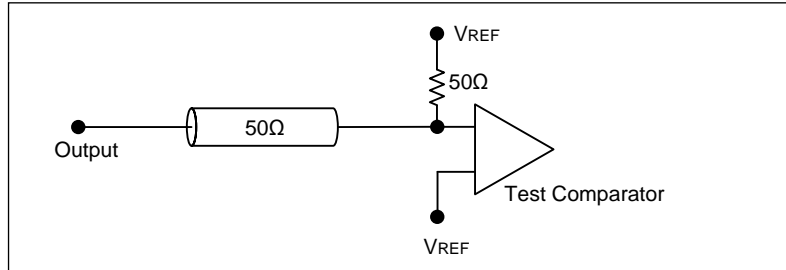 VREF
50Ω
50Ω
Output
Test Comparator
VREF